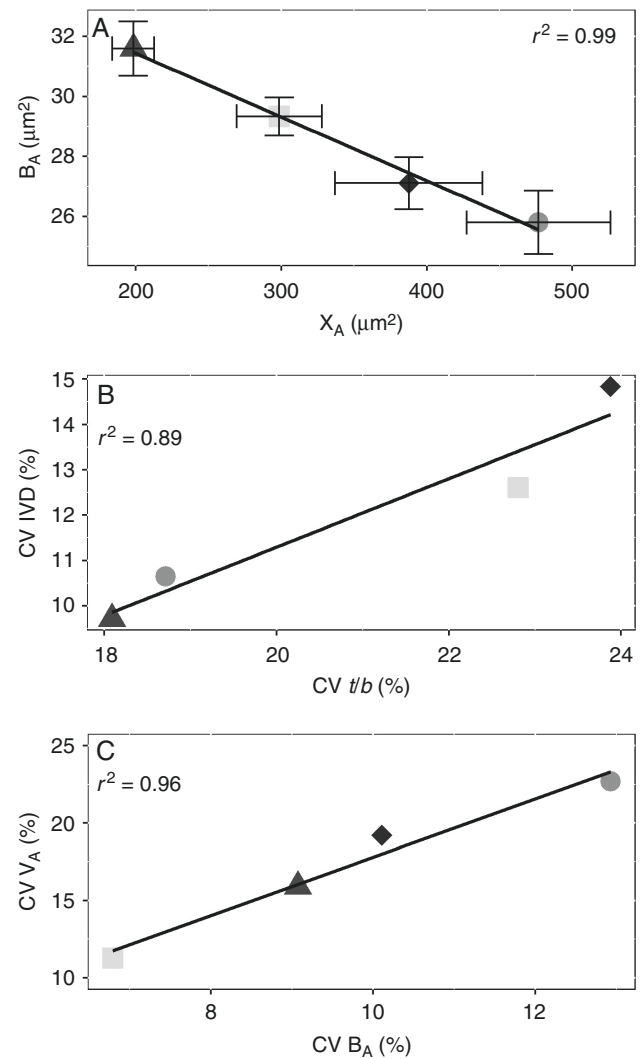 A
r² = 0.99
32
30
28
26
B_A (μm²)
200 300 400 500
X_A (μm²)
B
r² = 0.89
15
14
13
12
11
10
CV IVD (%)
18 20 22 24
CV t/b (%)
C
r² = 0.96
25
20
15
10
CV V_A (%)
8 10 12
CV B_A (%)